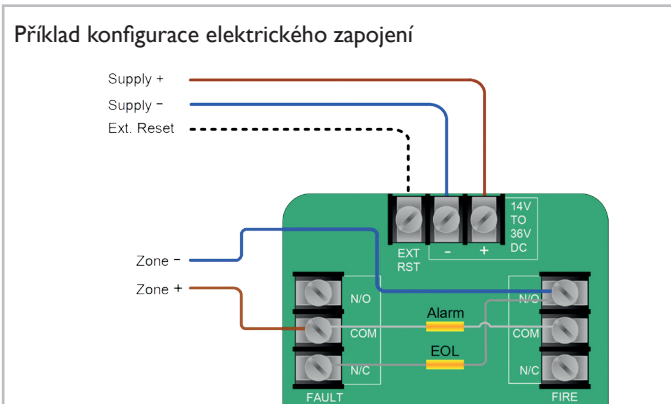 Příklad konfigurace elektrického zapojení
Supply +
Supply −
Ext. Reset
EXT
RST
−
+
14V
TO
36V
DC
Zone −
Zone +
N/O
COM
N/C
FAULT
Alarm
EOL
N/O
COM
N/C
FIRE